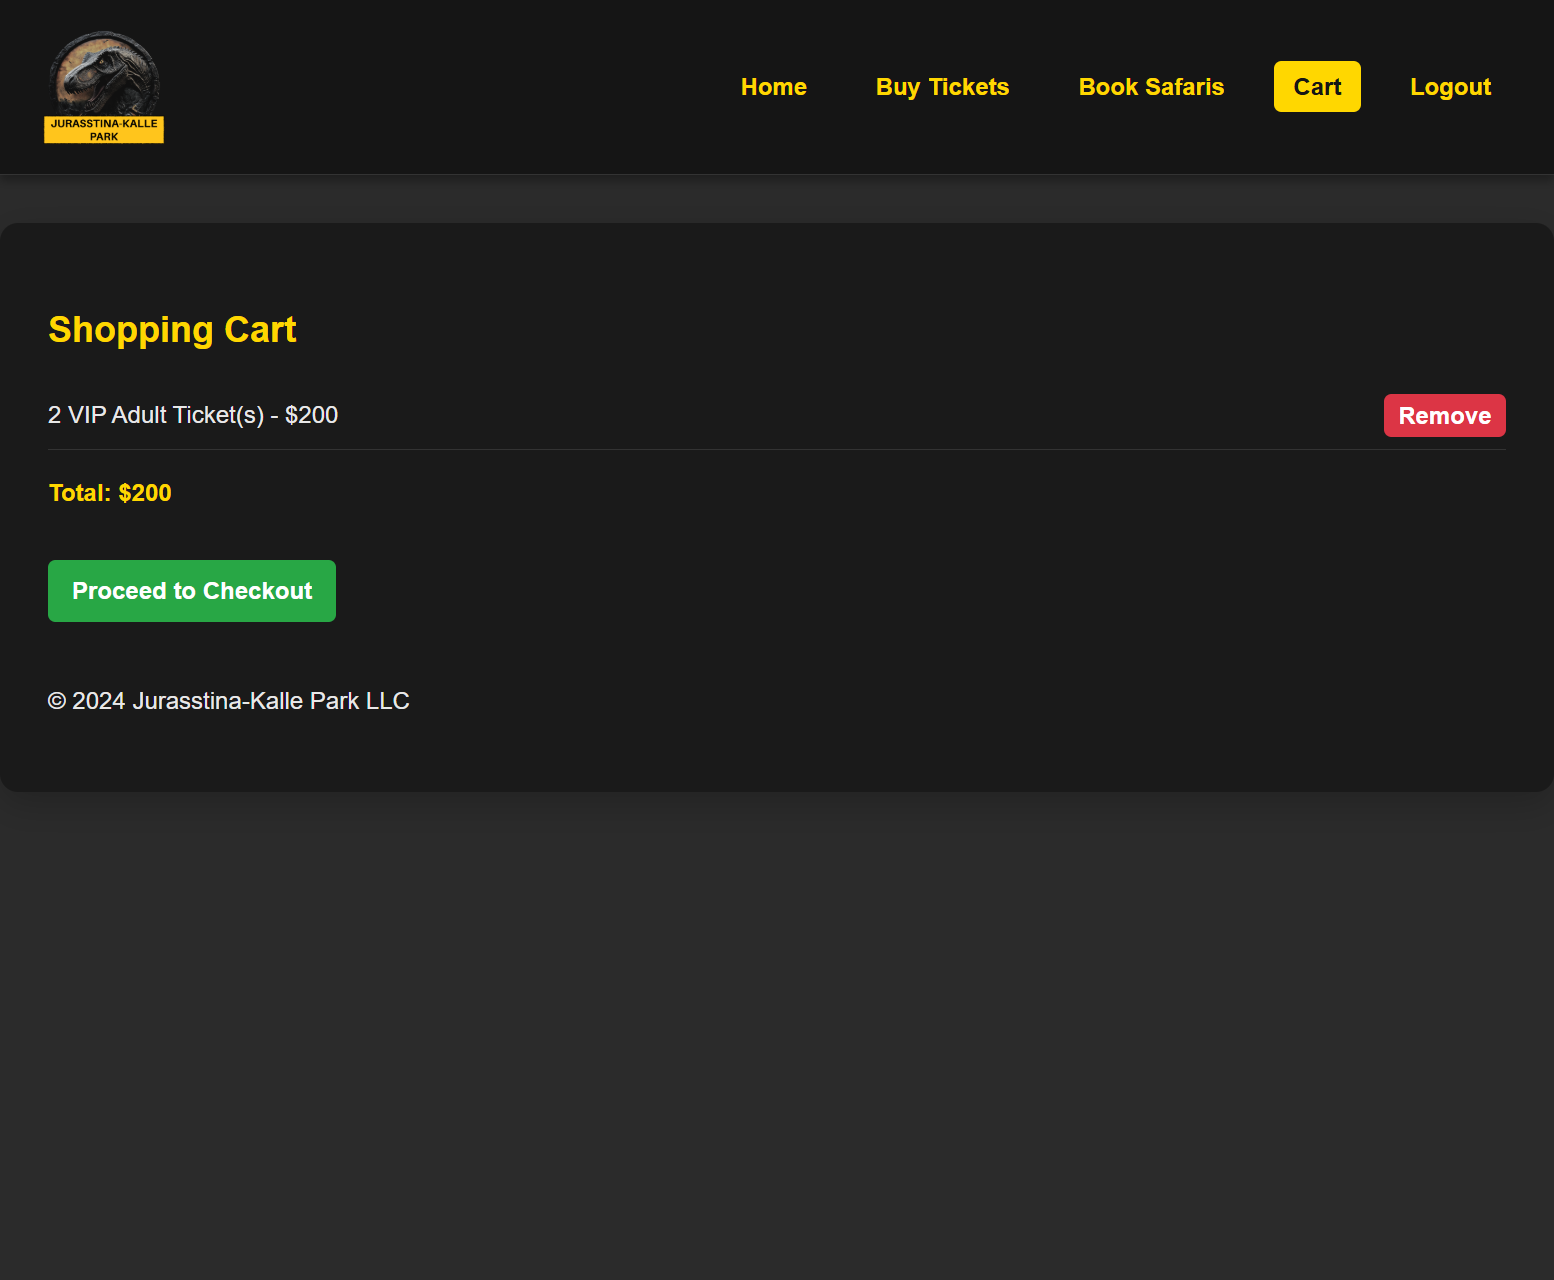 JURASSTINA-KALLE
PARK
Home
Buy Tickets
Book Safaris
Cart
Logout
Shopping Cart
2 VIP Adult Ticket(s) - $200
Remove
Total: $200
Proceed to Checkout
© 2024 Jurasstina-Kalle Park LLC